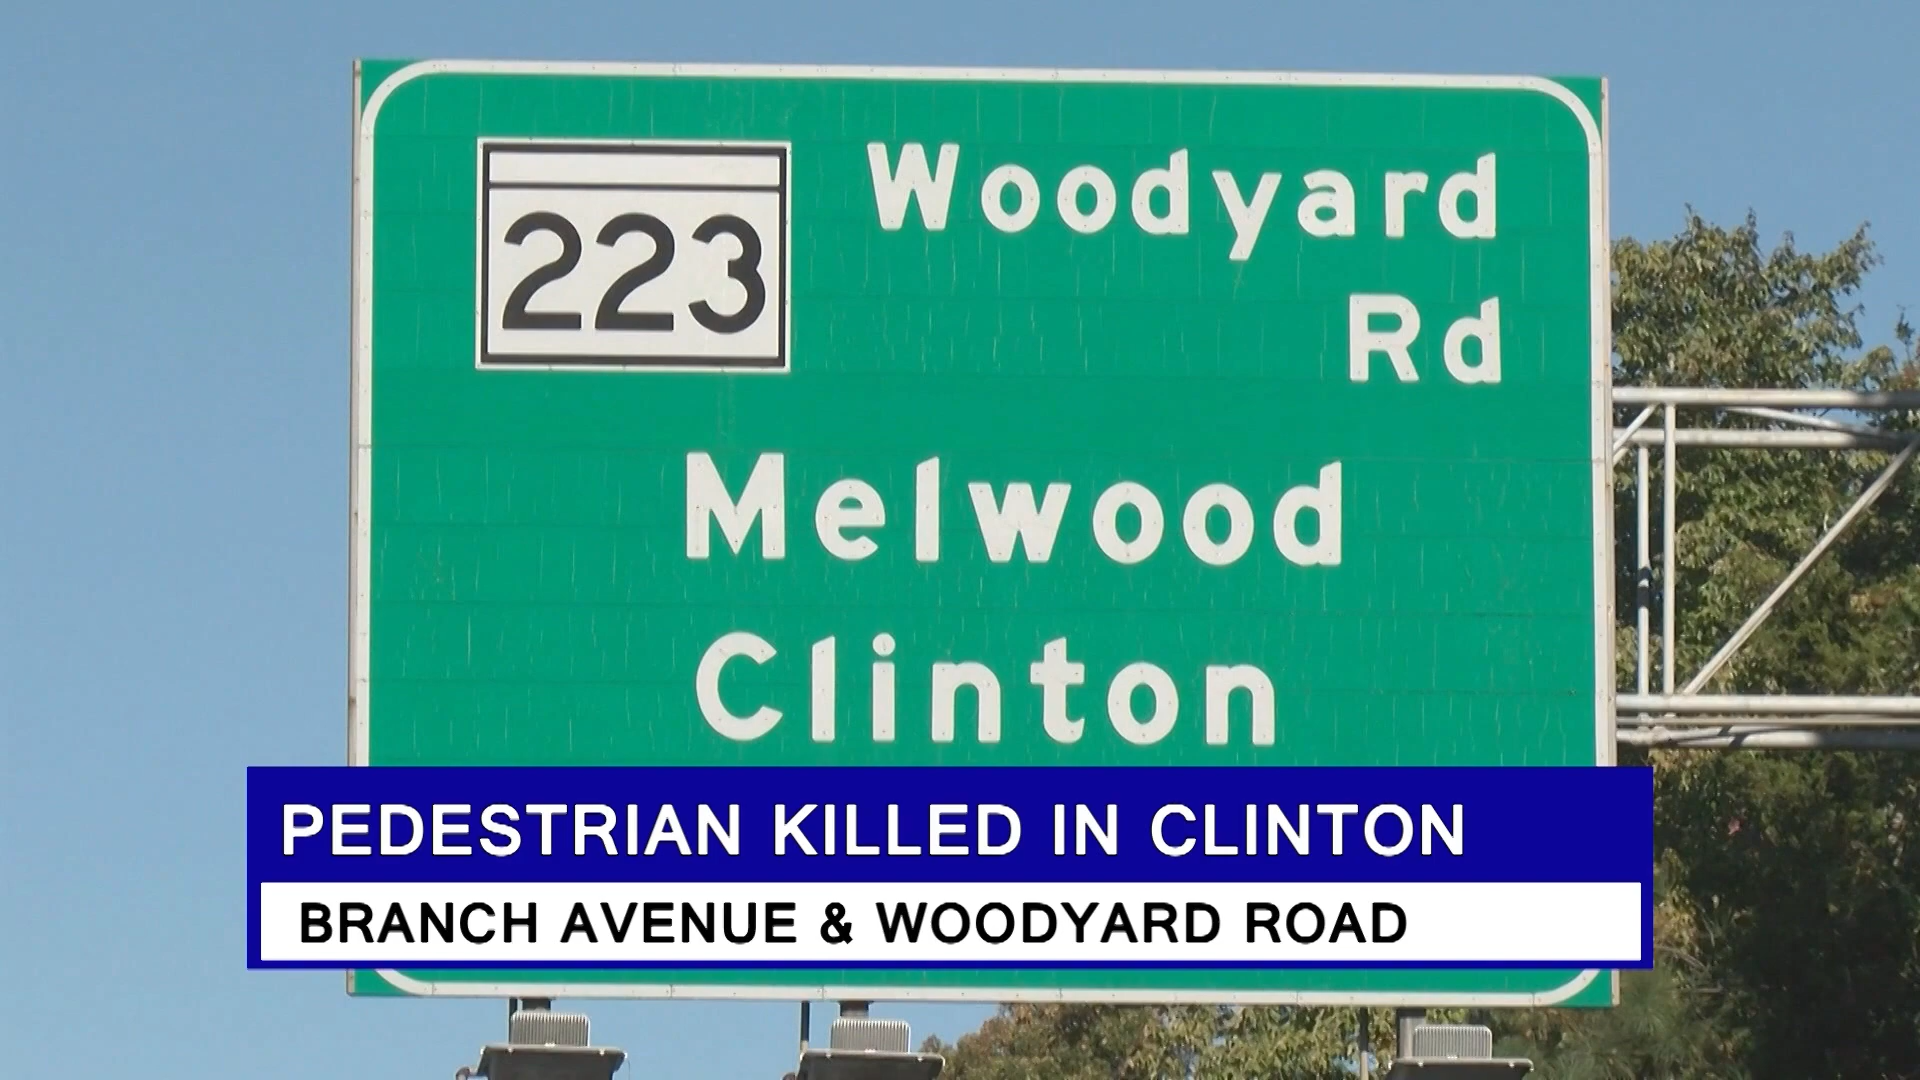 223
Woodyard
Rd
Melwood
Clinton
PEDESTRIAN KILLED IN CLINTON
BRANCH AVENUE & WOODYARD ROAD